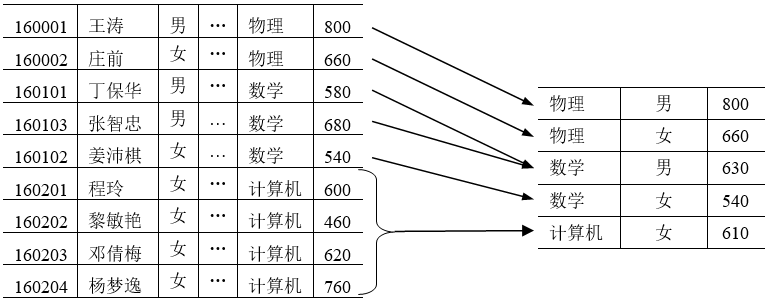 160001 王涛 男 … 物理 800
160002 庄前 女 … 物理 660
160101 丁保华 男 … 数学 580
160103 张智忠 男 … 数学 680
160102 姜沛棋 女 … 数学 540
160201 程玲 女 … 计算机 600
160202 黎敏艳 女 … 计算机 460
160203 邓倩梅 女 … 计算机 620
160204 杨梦逸 女 … 计算机 760
物理 男 800
物理 女 660
数学 男 630
数学 女 540
计算机 女 610